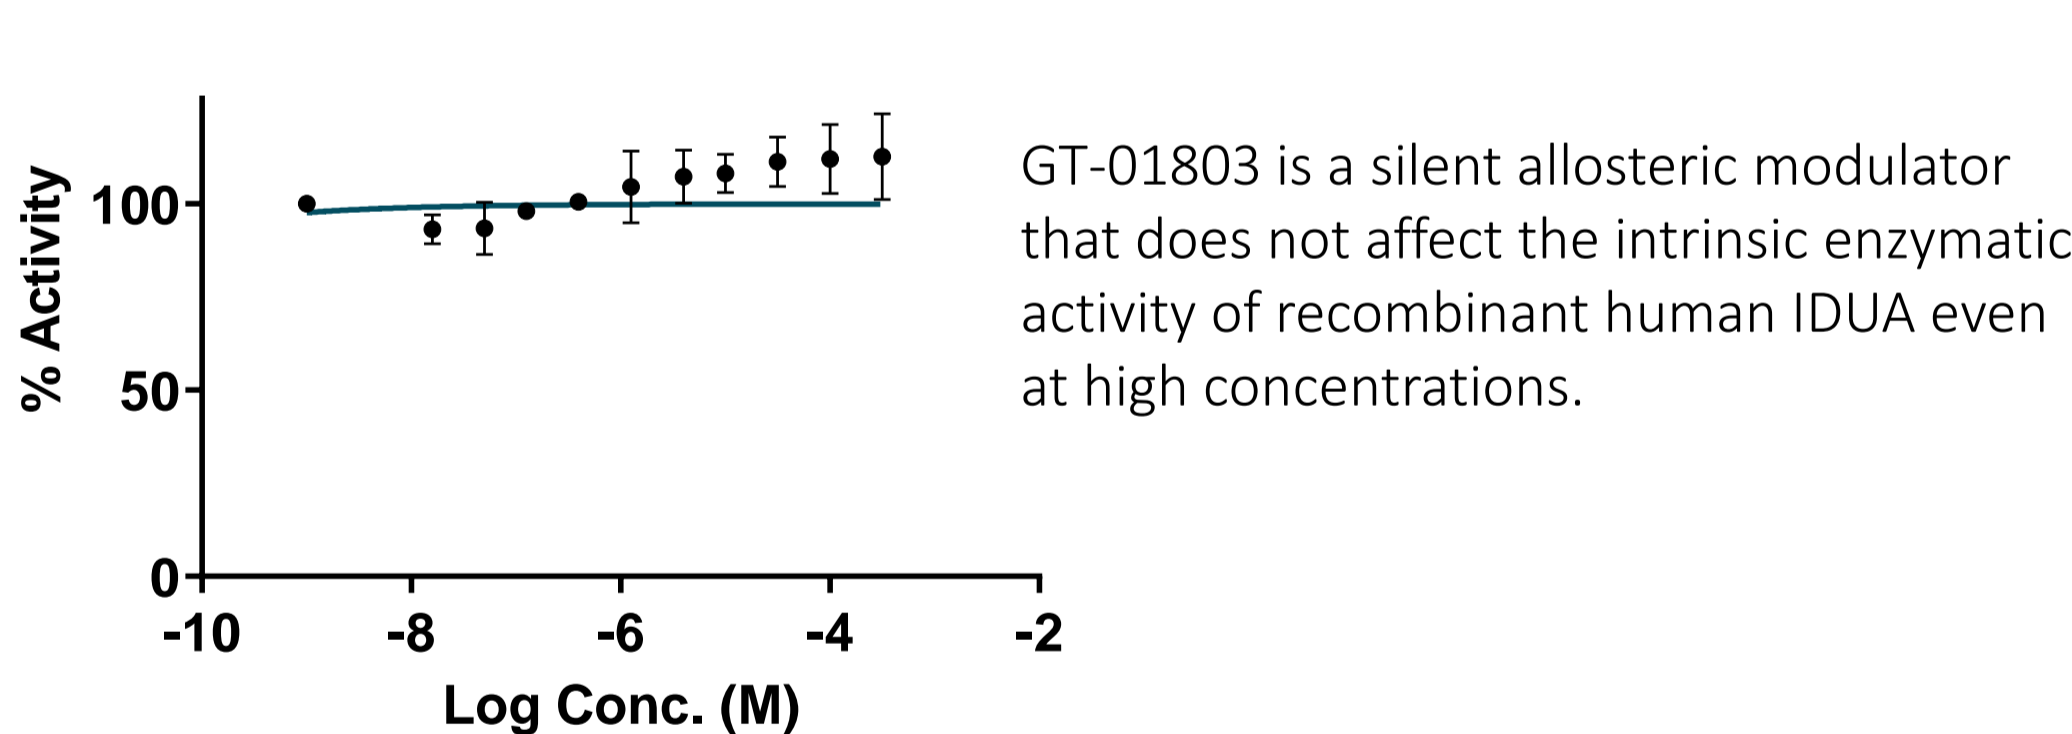 % Activity
100
50
0
-10 -8 -6 -4 -2
Log Conc. (M)
GT-01803 is a silent allosteric modulator
that does not affect the intrinsic enzymatic
activity of recombinant human IDUA even
at high concentrations.